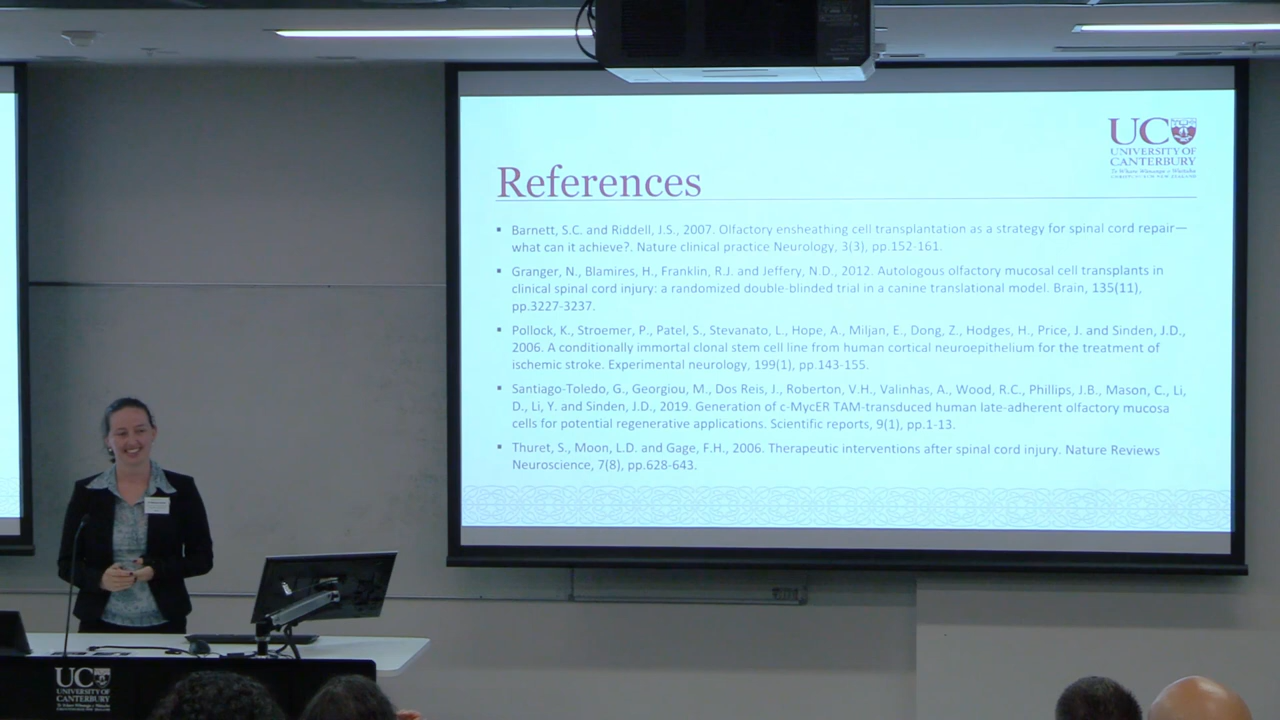 UC
UNIVERSITY OF
CANTERBURY
Te Whare Wānanga o Waitaha
CHRISTCHURCH NEW ZEALAND
References
▪ Barnett, S.C. and Riddell, J.S., 2007. Olfactory ensheathing cell transplantation as a strategy for spinal cord repair—
what can it achieve?. Nature clinical practice Neurology, 3(3), pp.152-161.
▪ Granger, N., Blamires, H., Franklin, R.J. and Jeffery, N.D., 2012. Autologous olfactory mucosal cell transplants in
clinical spinal cord injury: a randomized double-blinded trial in a canine translational model. Brain, 135(11),
pp.3227-3237.
▪ Pollock, K., Stroemer, P., Patel, S., Stevanato, L., Hope, A., Miljan, E., Dong, Z., Hodges, H., Price, J. and Sinden, J.D.,
2006. A conditionally immortal clonal stem cell line from human cortical neuroepithelium for the treatment of
ischemic stroke. Experimental neurology, 199(1), pp.143-155.
▪ Santiago-Toledo, G., Georgiou, M., Dos Reis, J., Roberton, V.H., Valinhas, A., Wood, R.C., Phillips, J.B., Mason, C., Li,
D., Li, Y. and Sinden, J.D., 2019. Generation of c-MycER TAM-transduced human late-adherent olfactory mucosa
cells for potential regenerative applications. Scientific reports, 9(1), pp.1-13.
▪ Thuret, S., Moon, L.D. and Gage, F.H., 2006. Therapeutic interventions after spinal cord injury. Nature Reviews
Neuroscience, 7(8), pp.628-643.
UC
UNIVERSITY OF
CANTERBURY